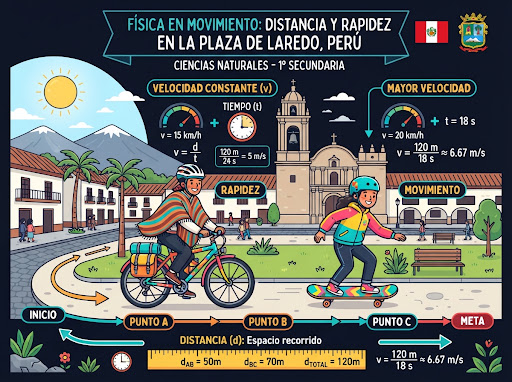 FÍSICA EN MOVIMIENTO: DISTANCIA Y RAPIDEZ
EN LA PLAZA DE LAREDO, PERÚ
CIENCIAS NATURALES - 1° SECUNDARIA
VELOCIDAD CONSTANTE (v)
TIEMPO (t)
+
v = 15 km/h
v = d/t
120 m/24 s = 5 m/s
MAYOR VELOCIDAD
+ t = 18 s
v = 20 km/h
v = 120 m/18 s ≈ 6.67 m/s
RAPIDEZ
MOVIMIENTO
INICIO
PUNTO A
PUNTO B
PUNTO C
META
DISTANCIA (d): Espacio recorrido
dAB = 50m dBC = 70m dTOTAL = 120m
v = 120 m/18 s ≈ 6.67 m/s